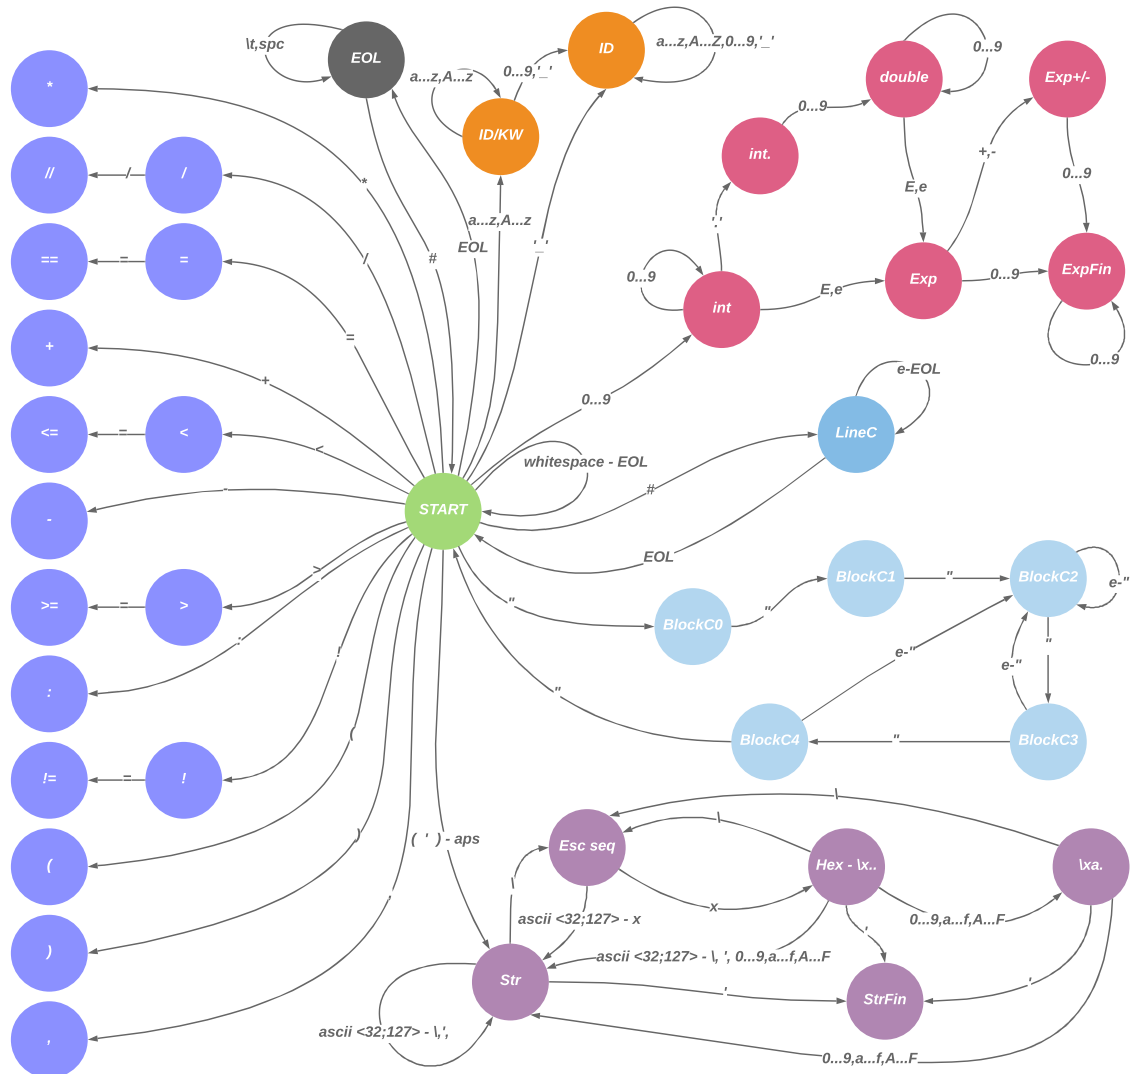 \t,spc
EOL
ID
a...z,A...Z,0...9,'_'
a...z,A...z
0...9,'_'
ID/KW
double
0...9
Exp+/-
0...9
int.
+,-
0...9
E,e
'.'
*
*
//
/
/
/
==
=
=
=
+
+
<=
=
<
<
-
-
>=
=
>
>
:
:
!=
=
!
!
(
(
)
)
,
,
#
EOL
a...z,A...z
'_'
0...9
int
E,e
Exp
0...9
ExpFin
0...9
0...9
whitespace - EOL
START
#
e-EOL
LineC
EOL
"
BlockC0
"
BlockC1
"
BlockC2
e-"
e-"
e-"
"
"
BlockC4
"
BlockC3
( ' ) - aps
\
\
Esc seq
Hex - \x..
\xa.
\
x
0...9,a...f,A...F
ascii <32;127> - x
'
ascii <32;127> - \, ', 0...9,a...f,A...F
Str
'
StrFin
'
ascii <32;127> - \,',
0...9,a...f,A...F